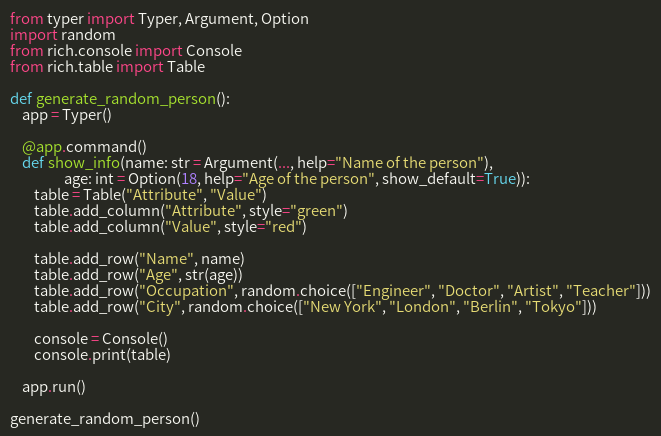 from typer import Typer, Argument, Option
import random
from rich.console import Console
from rich.table import Table

def generate_random_person():
    app = Typer()

    @app.command()
    def show_info(name: str = Argument(..., help="Name of the person"),
                  age: int = Option(18, help="Age of the person", show_default=True)):
        table = Table("Attribute", "Value")
        table.add_column("Attribute", style="green")
        table.add_column("Value", style="red")

        table.add_row("Name", name)
        table.add_row("Age", str(age))
        table.add_row("Occupation", random.choice(["Engineer", "Doctor", "Artist", "Teacher"]))
        table.add_row("City", random.choice(["New York", "London", "Berlin", "Tokyo"]))

        console = Console()
        console.print(table)

    app.run()

generate_random_person()